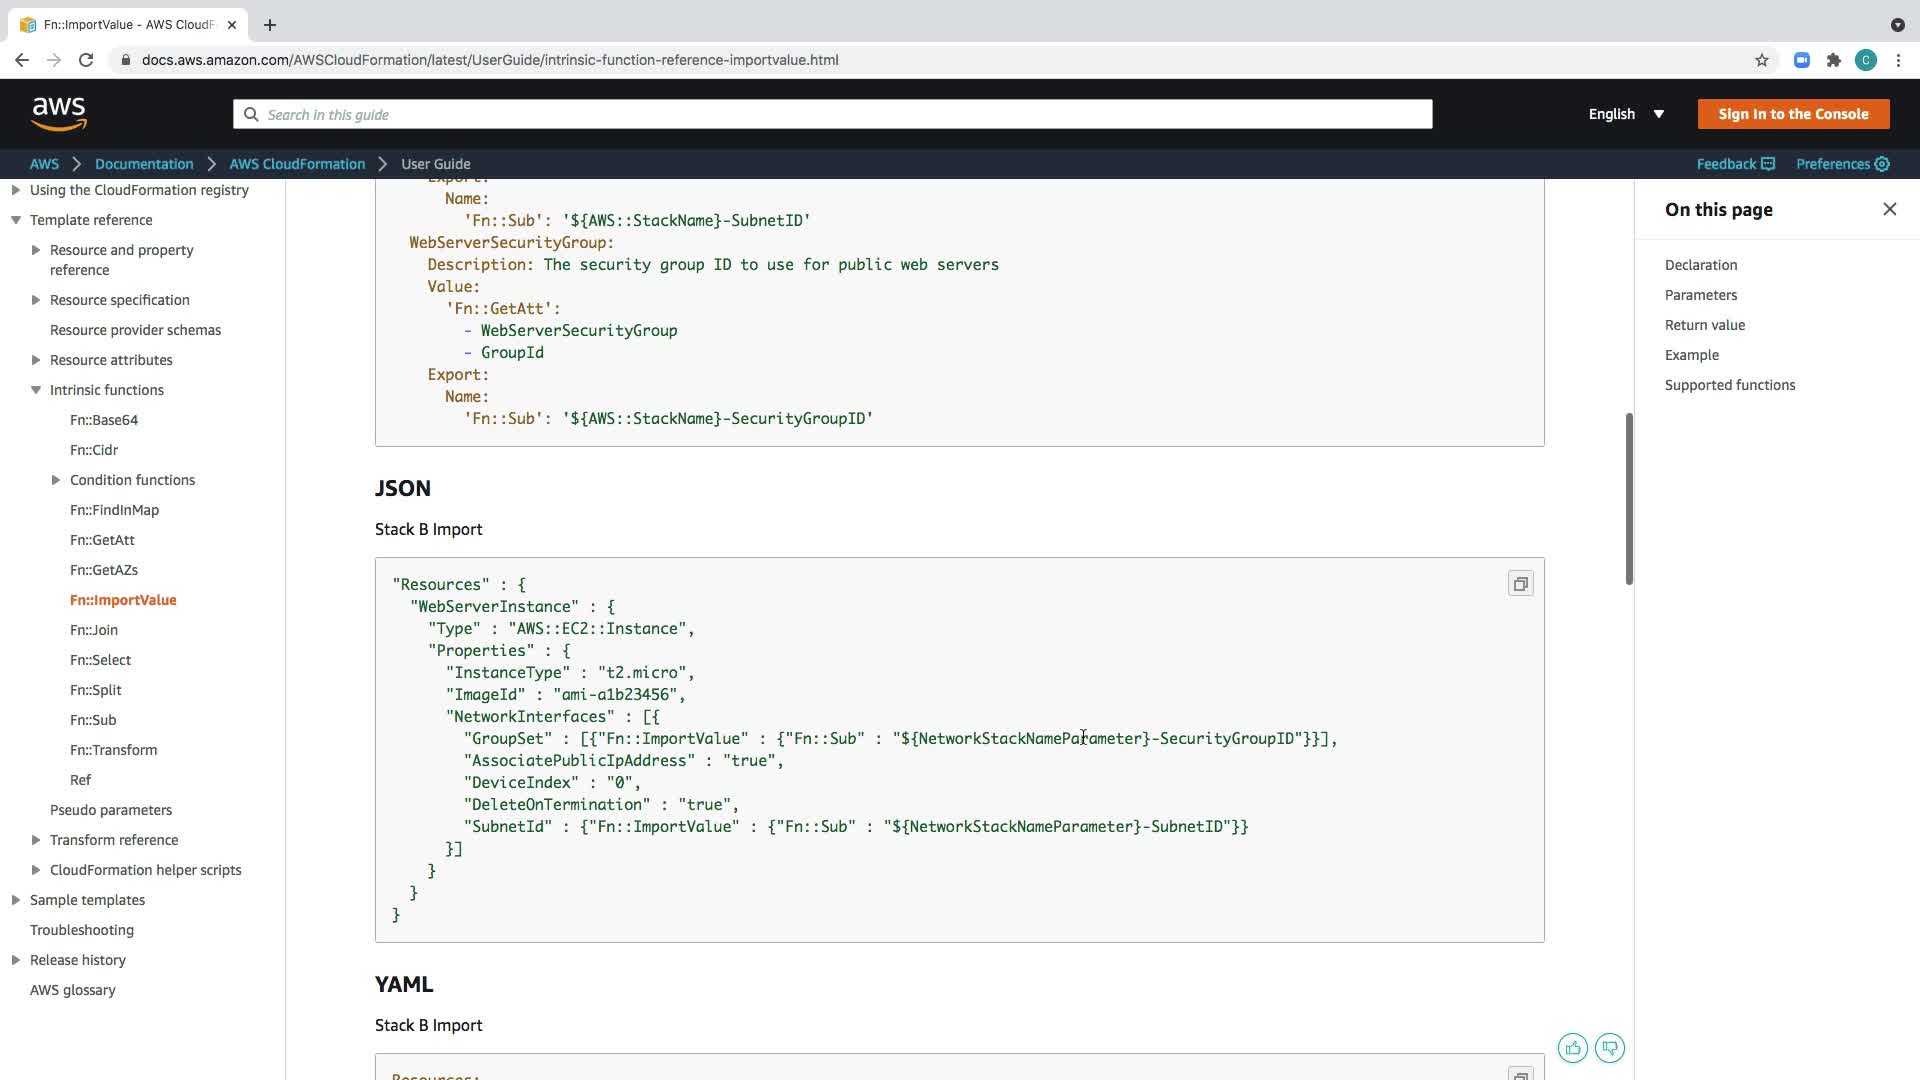 Fn::ImportValue - AWS CloudF
docs.aws.amazon.com/AWSCloudFormation/latest/UserGuide/intrinsic-function-reference-importvalue.html
C
aws
Search in this guide
English
Sign In to the Console
AWS
Documentation
AWS CloudFormation
User Guide
Feedback
Preferences
Using the CloudFormation registry
Template reference
Resource and property
reference
Resource specification
Resource provider schemas
Resource attributes
Intrinsic functions
Fn::Base64
Fn::Cidr
Condition functions
Fn::FindInMap
Fn::GetAtt
Fn::GetAZs
Fn::ImportValue
Fn::Join
Fn::Select
Fn::Split
Fn::Sub
Fn::Transform
Ref
Pseudo parameters
Transform reference
CloudFormation helper scripts
Sample templates
Troubleshooting
Release history
AWS glossary
Export:
Name:
'Fn::Sub': '${AWS::StackName}-SubnetID'
WebServerSecurityGroup:
Description: The security group ID to use for public web servers
Value:
'Fn::GetAtt':
- WebServerSecurityGroup
- GroupId
Export:
Name:
'Fn::Sub': '${AWS::StackName}-SecurityGroupID'
JSON
Stack B Import
"Resources" : {
"WebServerInstance" : {
"Type" : "AWS::EC2::Instance",
"Properties" : {
"InstanceType" : "t2.micro",
"ImageId" : "ami-a1b23456",
"NetworkInterfaces" : [{
"GroupSet" : [{"Fn::ImportValue" : {"Fn::Sub" : "${NetworkStackNameParameter}-SecurityGroupID"}}],
"AssociatePublicIpAddress" : "true",
"DeviceIndex" : "0",
"DeleteOnTermination" : "true",
"SubnetId" : {"Fn::ImportValue" : {"Fn::Sub" : "${NetworkStackNameParameter}-SubnetID"}}
}]
}
}
}
YAML
Stack B Import
Resources:
On this page
Declaration
Parameters
Return value
Example
Supported functions